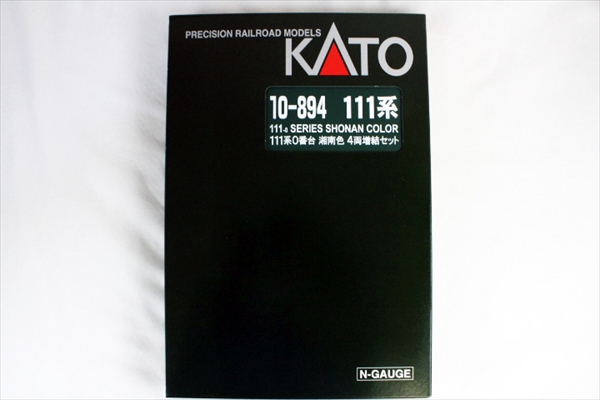 PRECISION RAILROAD MODELS
KATO
10-894 111系
111-0 SERIES SHONAN COLOR
111系0番台 湘南色 4両増結セット
N-GAUGE